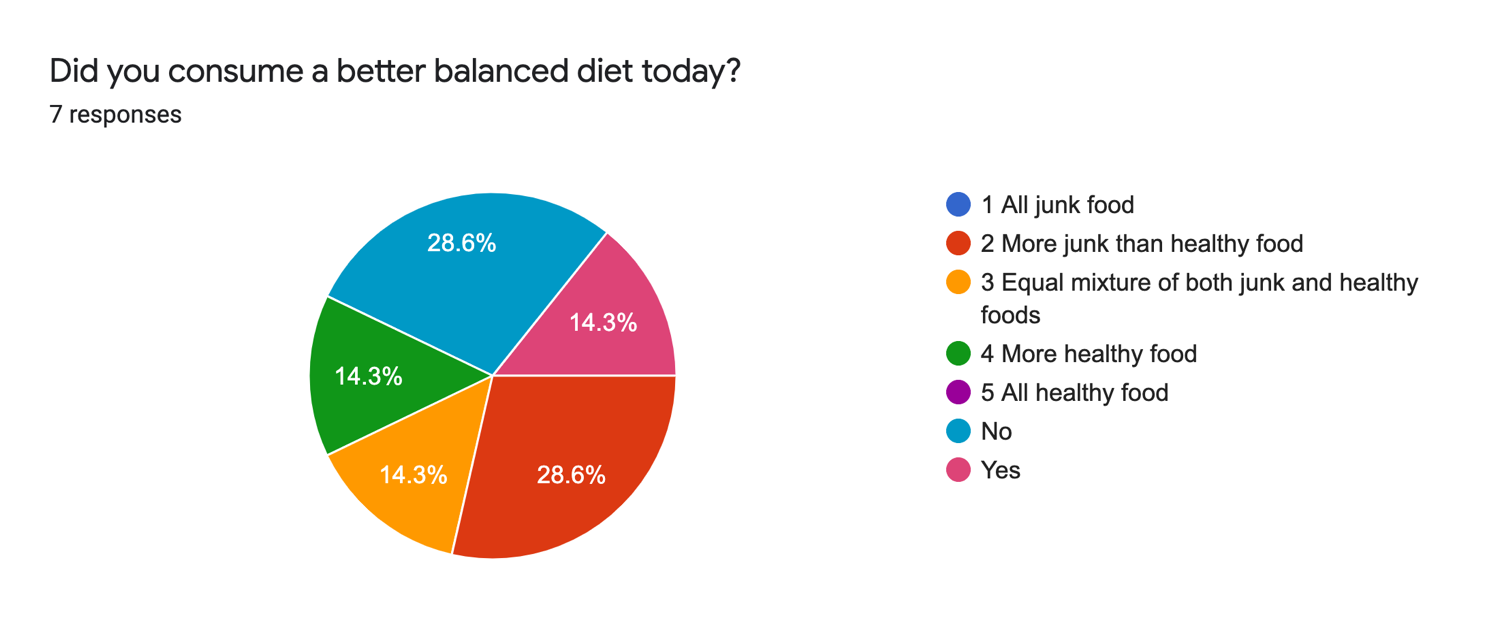 Did you consume a better balanced diet today?
7 responses
28.6%
14.3%
14.3%
14.3%
28.6%
1 All junk food
2 More junk than healthy food
3 Equal mixture of both junk and healthy
foods
4 More healthy food
5 All healthy food
No
Yes